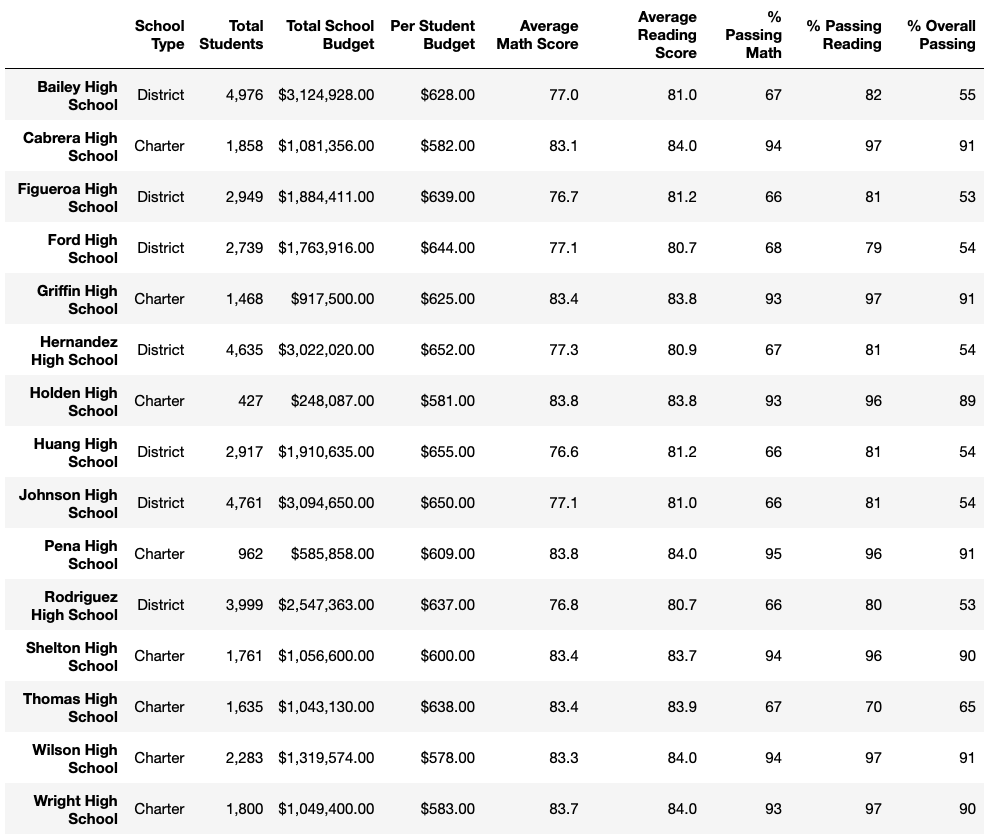 School Type Total Students Total School Budget Per Student Budget Average Math Score Average Reading Score % Passing Math % Passing Reading % Overall Passing
Bailey High School District 4,976 $3,124,928.00 $628.00 77.0 81.0 67 82 55
Cabrera High School Charter 1,858 $1,081,356.00 $582.00 83.1 84.0 94 97 91
Figueroa High School District 2,949 $1,884,411.00 $639.00 76.7 81.2 66 81 53
Ford High School District 2,739 $1,763,916.00 $644.00 77.1 80.7 68 79 54
Griffin High School Charter 1,468 $917,500.00 $625.00 83.4 83.8 93 97 91
Hernandez High School District 4,635 $3,022,020.00 $652.00 77.3 80.9 67 81 54
Holden High School Charter 427 $248,087.00 $581.00 83.8 83.8 93 96 89
Huang High School District 2,917 $1,910,635.00 $655.00 76.6 81.2 66 81 54
Johnson High School District 4,761 $3,094,650.00 $650.00 77.1 81.0 66 81 54
Pena High School Charter 962 $585,858.00 $609.00 83.8 84.0 95 96 91
Rodriguez High School District 3,999 $2,547,363.00 $637.00 76.8 80.7 66 80 53
Shelton High School Charter 1,761 $1,056,600.00 $600.00 83.4 83.7 94 96 90
Thomas High School Charter 1,635 $1,043,130.00 $638.00 83.4 83.9 67 70 65
Wilson High School Charter 2,283 $1,319,574.00 $578.00 83.3 84.0 94 97 91
Wright High School Charter 1,800 $1,049,400.00 $583.00 83.7 84.0 93 97 90